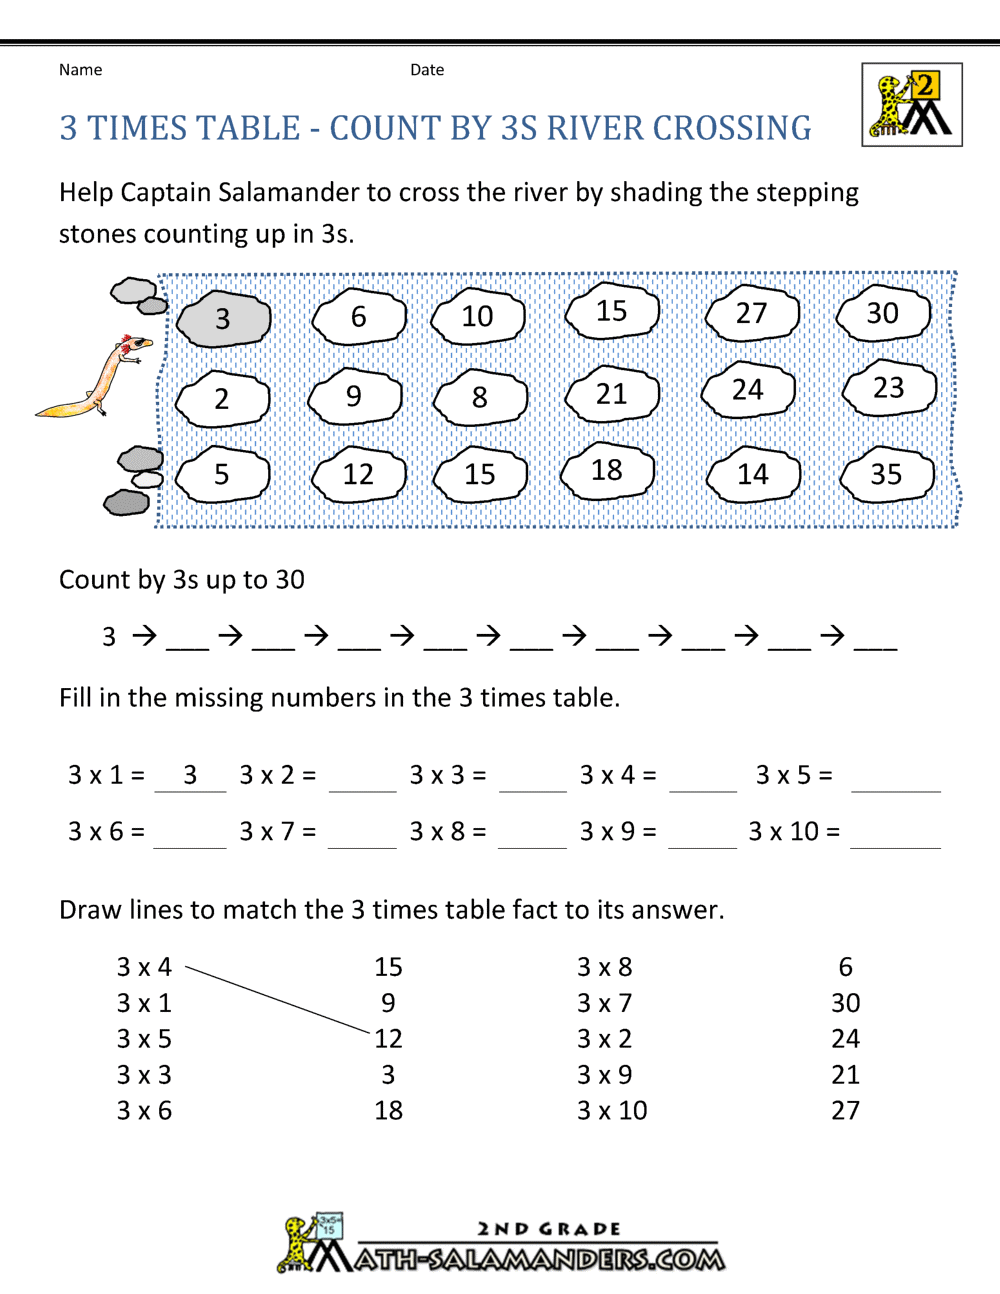 Name Date
2
3 TIMES TABLE - COUNT BY 3S RIVER CROSSING
Help Captain Salamander to cross the river by shading the stepping
stones counting up in 3s.
3 6 10 15 27 30
2 9 8 21 24 23
5 12 15 18 14 35
Count by 3s up to 30
3 → ___ → ___ → ___ → ___ → ___ → ___ → ___ → ___ → ___
Fill in the missing numbers in the 3 times table.
3 x 1 = 3 3 x 2 = ____ 3 x 3 = ____ 3 x 4 = ____ 3 x 5 = ____
3 x 6 = ____ 3 x 7 = ____ 3 x 8 = ____ 3 x 9 = ____ 3 x 10 = ____
Draw lines to match the 3 times table fact to its answer.
3 x 4 15 3 x 8 6
3 x 1 9 3 x 7 30
3 x 5 12 3 x 2 24
3 x 3 3 3 x 9 21
3 x 6 18 3 x 10 27
3x5=
15
2ND GRADE
MATH-SALAMANDERS.COM